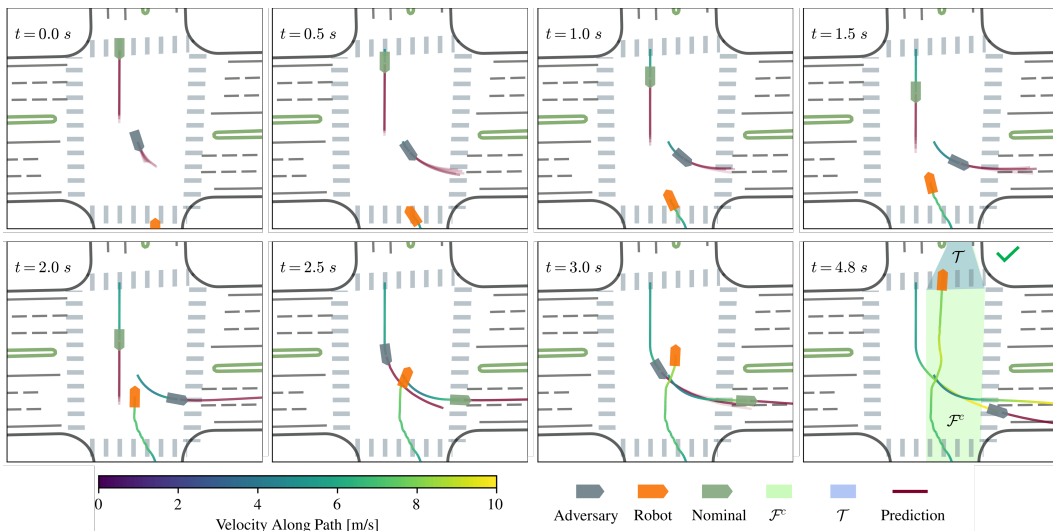 t = 0.0 s
t = 0.5 s
t = 1.0 s
t = 1.5 s
t = 2.0 s
t = 2.5 s
t = 3.0 s
t = 4.8 s
𝒯
ℱᶜ
0 2 4 6 8 10
Velocity Along Path [m/s]
Adversary Robot Nominal ℱᶜ 𝒯 Prediction